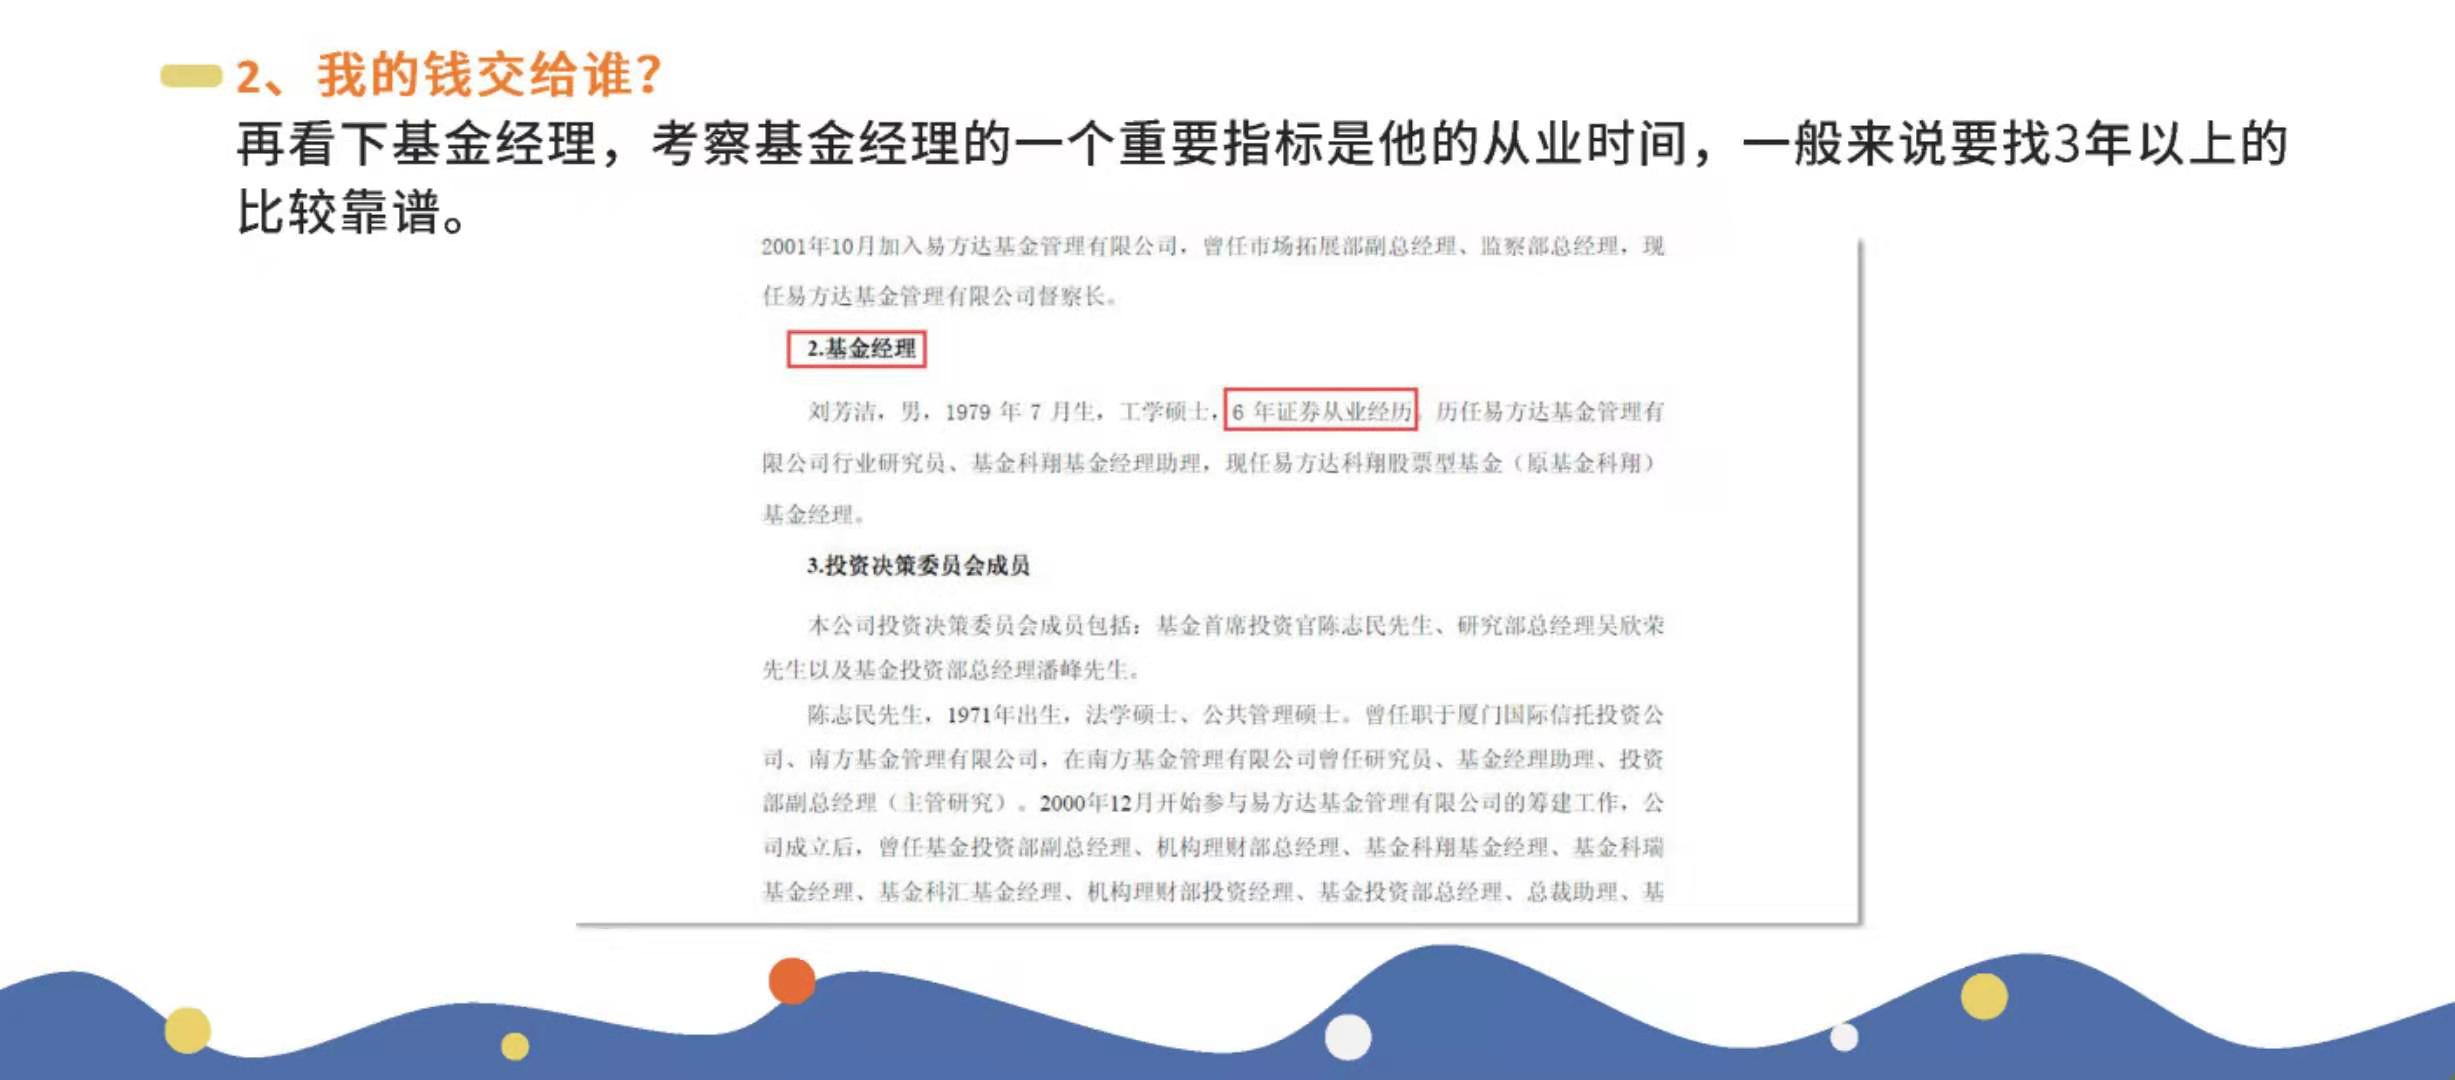 2、我的钱交给谁？
再看下基金经理，考察基金经理的一个重要指标是他的从业时间，一般来说要找3年以上的
比较靠谱。
2001年10月加入易方达基金管理有限公司，曾任市场拓展部副总经理、监察部总经理，现
任易方达基金管理有限公司督察长。
2.基金经理
刘芳洁，男，1979 年 7 月生，工学硕士，6 年证券从业经历。历任易方达基金管理有
限公司行业研究员、基金科翔基金经理助理，现任易方达科翔股票型基金（原基金科翔）
基金经理。
3.投资决策委员会成员
本公司投资决策委员会成员包括：基金首席投资官陈志民先生、研究部总经理吴欣荣
先生以及基金投资部总经理潘峰先生。
陈志民先生，1971年出生，法学硕士、公共管理硕士。曾任职于厦门国际信托投资公
司、南方基金管理有限公司，在南方基金管理有限公司曾任研究员、基金经理助理、投资
部副总经理（主管研究）。2000年12月开始参与易方达基金管理有限公司的筹建工作，公
司成立后，曾任基金投资部副总经理、机构理财部总经理、基金科翔基金经理、基金科瑞
基金经理、基金科汇基金经理、机构理财部投资经理、基金投资部总经理、总裁助理、基